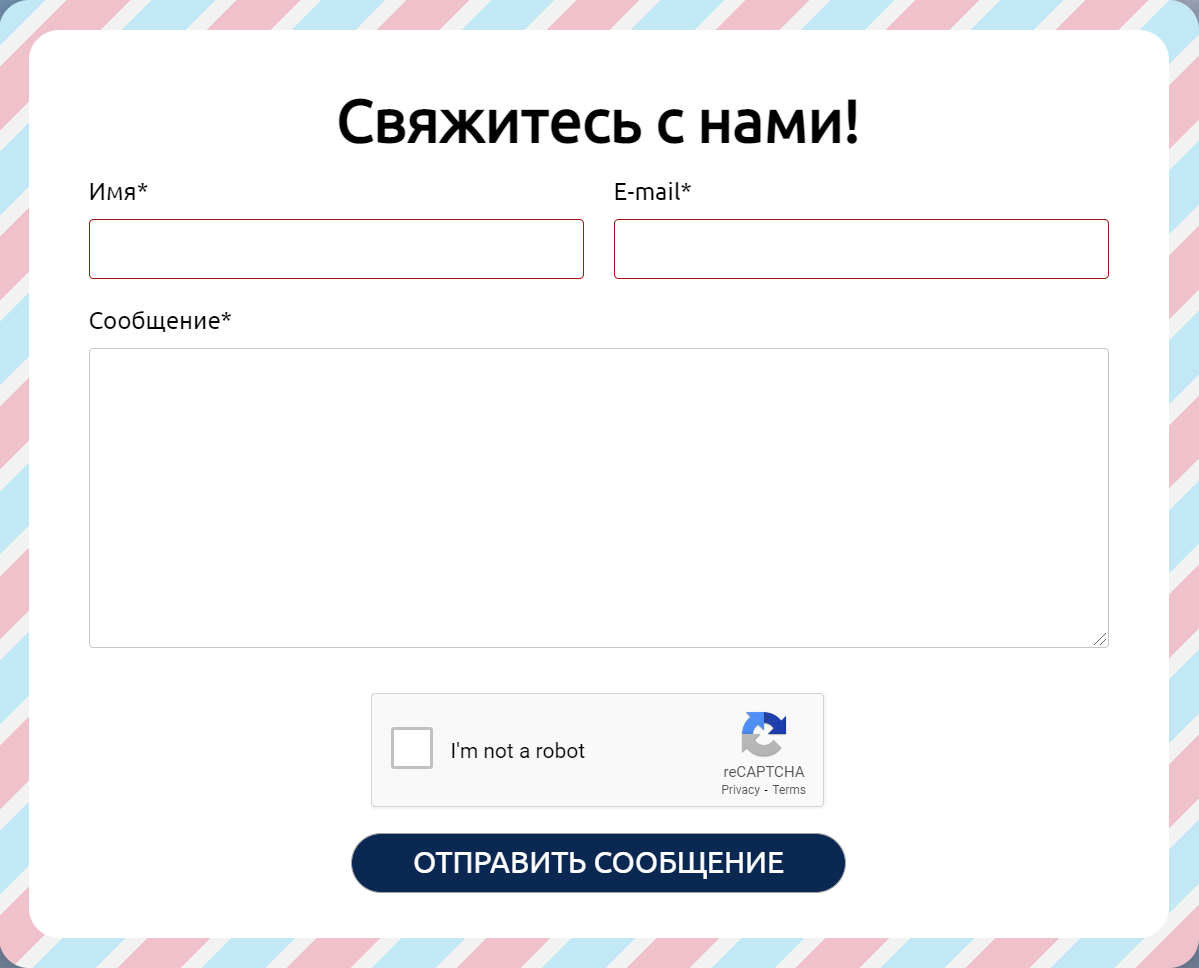 Свяжитесь с нами!
Имя* E-mail*
Сообщение*
I'm not a robot
reCAPTCHA
Privacy - Terms
ОТПРАВИТЬ СООБЩЕНИЕ